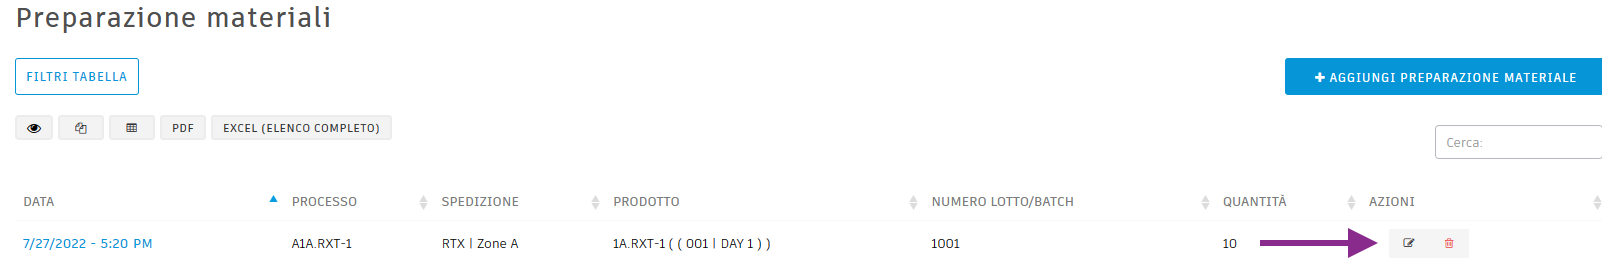 Preparazione materiali
FILTRI TABELLA
AGGIUNGI PREPARAZIONE MATERIALE
PDF EXCEL (ELENCO COMPLETO)
Cerca:
DATA PROCESSO SPEDIZIONE PRODOTTO NUMERO LOTTO/BATCH QUANTITÀ AZIONI
7/27/2022 - 5:20 PM A1A.RXT-1 RTX | Zone A 1A.RXT-1 ( ( 001 | DAY 1 ) ) 1001 10